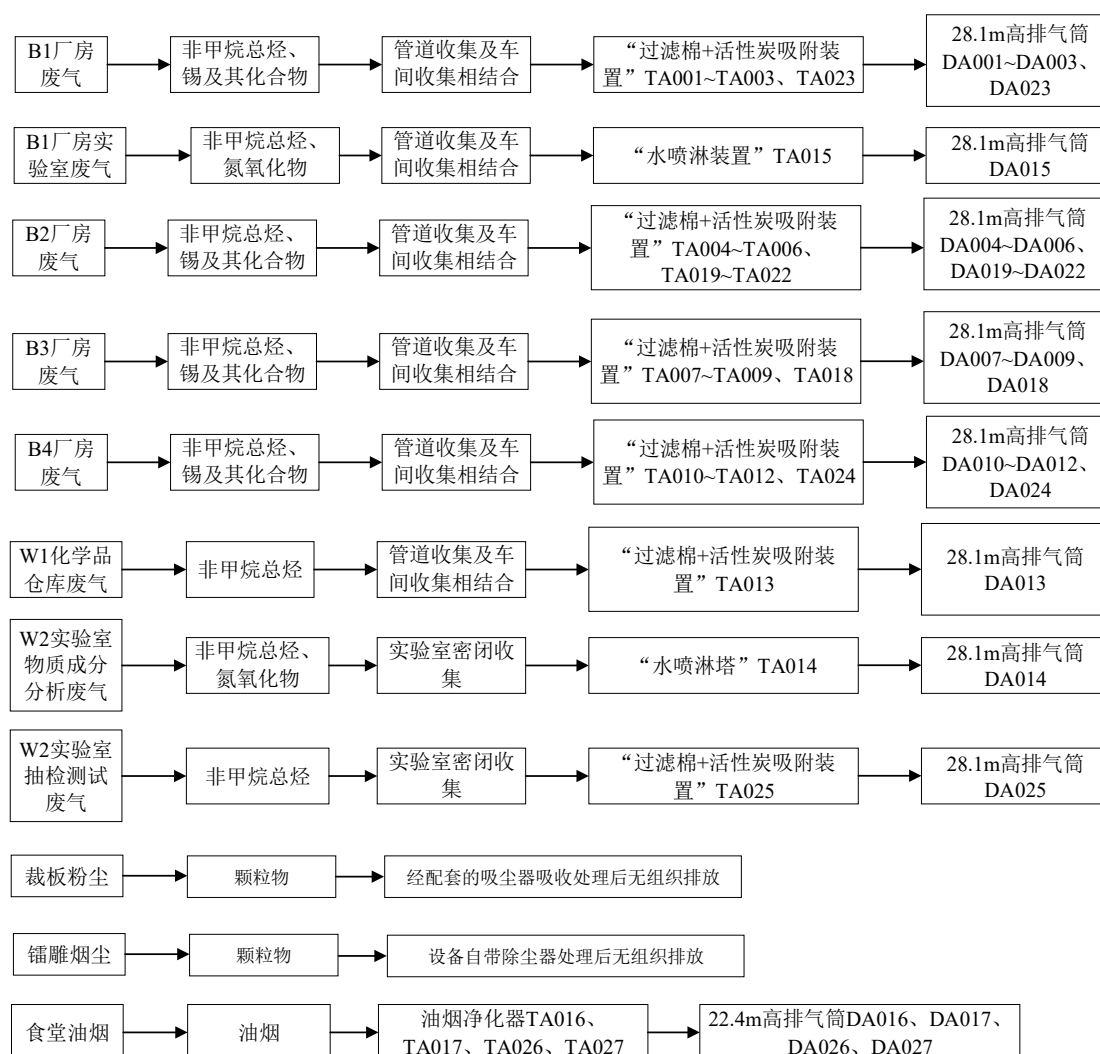 B1厂房
废气
非甲烷总烃、
锡及其化合物
管道收集及车
间收集相结合
“过滤棉+活性炭吸附装
置”TA001~TA003、TA023
28.1m高排气筒
DA001~DA003、
DA023
B1厂房实
验室废气
非甲烷总烃、
氮氧化物
管道收集及车
间收集相结合
“水喷淋装置”TA015
28.1m高排气筒
DA015
B2厂房
废气
非甲烷总烃、
锡及其化合物
管道收集及车
间收集相结合
“过滤棉+活性炭吸附装
置”TA004~TA006、
TA019~TA022
28.1m高排气筒
DA004~DA006、
DA019~DA022
B3厂房
废气
非甲烷总烃、
锡及其化合物
管道收集及车
间收集相结合
“过滤棉+活性炭吸附装
置”TA007~TA009、TA018
28.1m高排气筒
DA007~DA009、
DA018
B4厂房
废气
非甲烷总烃、
锡及其化合物
管道收集及车
间收集相结合
“过滤棉+活性炭吸附装
置”TA010~TA012、TA024
28.1m高排气筒
DA010~DA012、
DA024
W1化学品
仓库废气
非甲烷总烃
管道收集及车
间收集相结合
“过滤棉+活性炭吸附装
置”TA013
28.1m高排气筒
DA013
W2实验室
物质成分
分析废气
非甲烷总烃、
氮氧化物
实验室密闭收
集
“水喷淋塔”TA014
28.1m高排气筒
DA014
W2实验室
抽检测试
废气
非甲烷总烃
实验室密闭收
集
“过滤棉+活性炭吸附装
置”TA025
28.1m高排气筒
DA025
裁板粉尘
颗粒物
经配套的吸尘器吸收处理后无组织排放
镭雕烟尘
颗粒物
设备自带除尘器处理后无组织排放
食堂油烟
油烟
油烟净化器TA016、
TA017、TA026、TA027
22.4m高排气筒DA016、DA017、
DA026、DA027